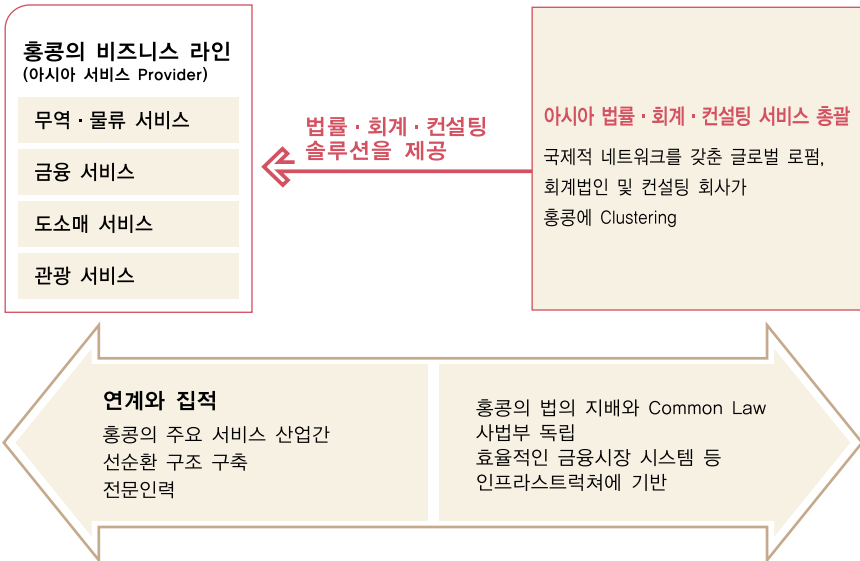 홍콩의 비즈니스 라인
(아시아 서비스 Provider)
무역·물류 서비스
금융 서비스
도소매 서비스
관광 서비스
법률·회계·컨설팅
솔루션을 제공
아시아 법률·회계·컨설팅 서비스 총괄
국제적 네트워크를 갖춘 글로벌 로펌,
회계법인 및 컨설팅 회사가
홍콩에 Clustering
연계와 집적
홍콩의 주요 서비스 산업간
선순환 구조 구축
전문인력
홍콩의 법의 지배와 Common Law
사법부 독립
효율적인 금융시장 시스템 등
인프라스트럭쳐에 기반